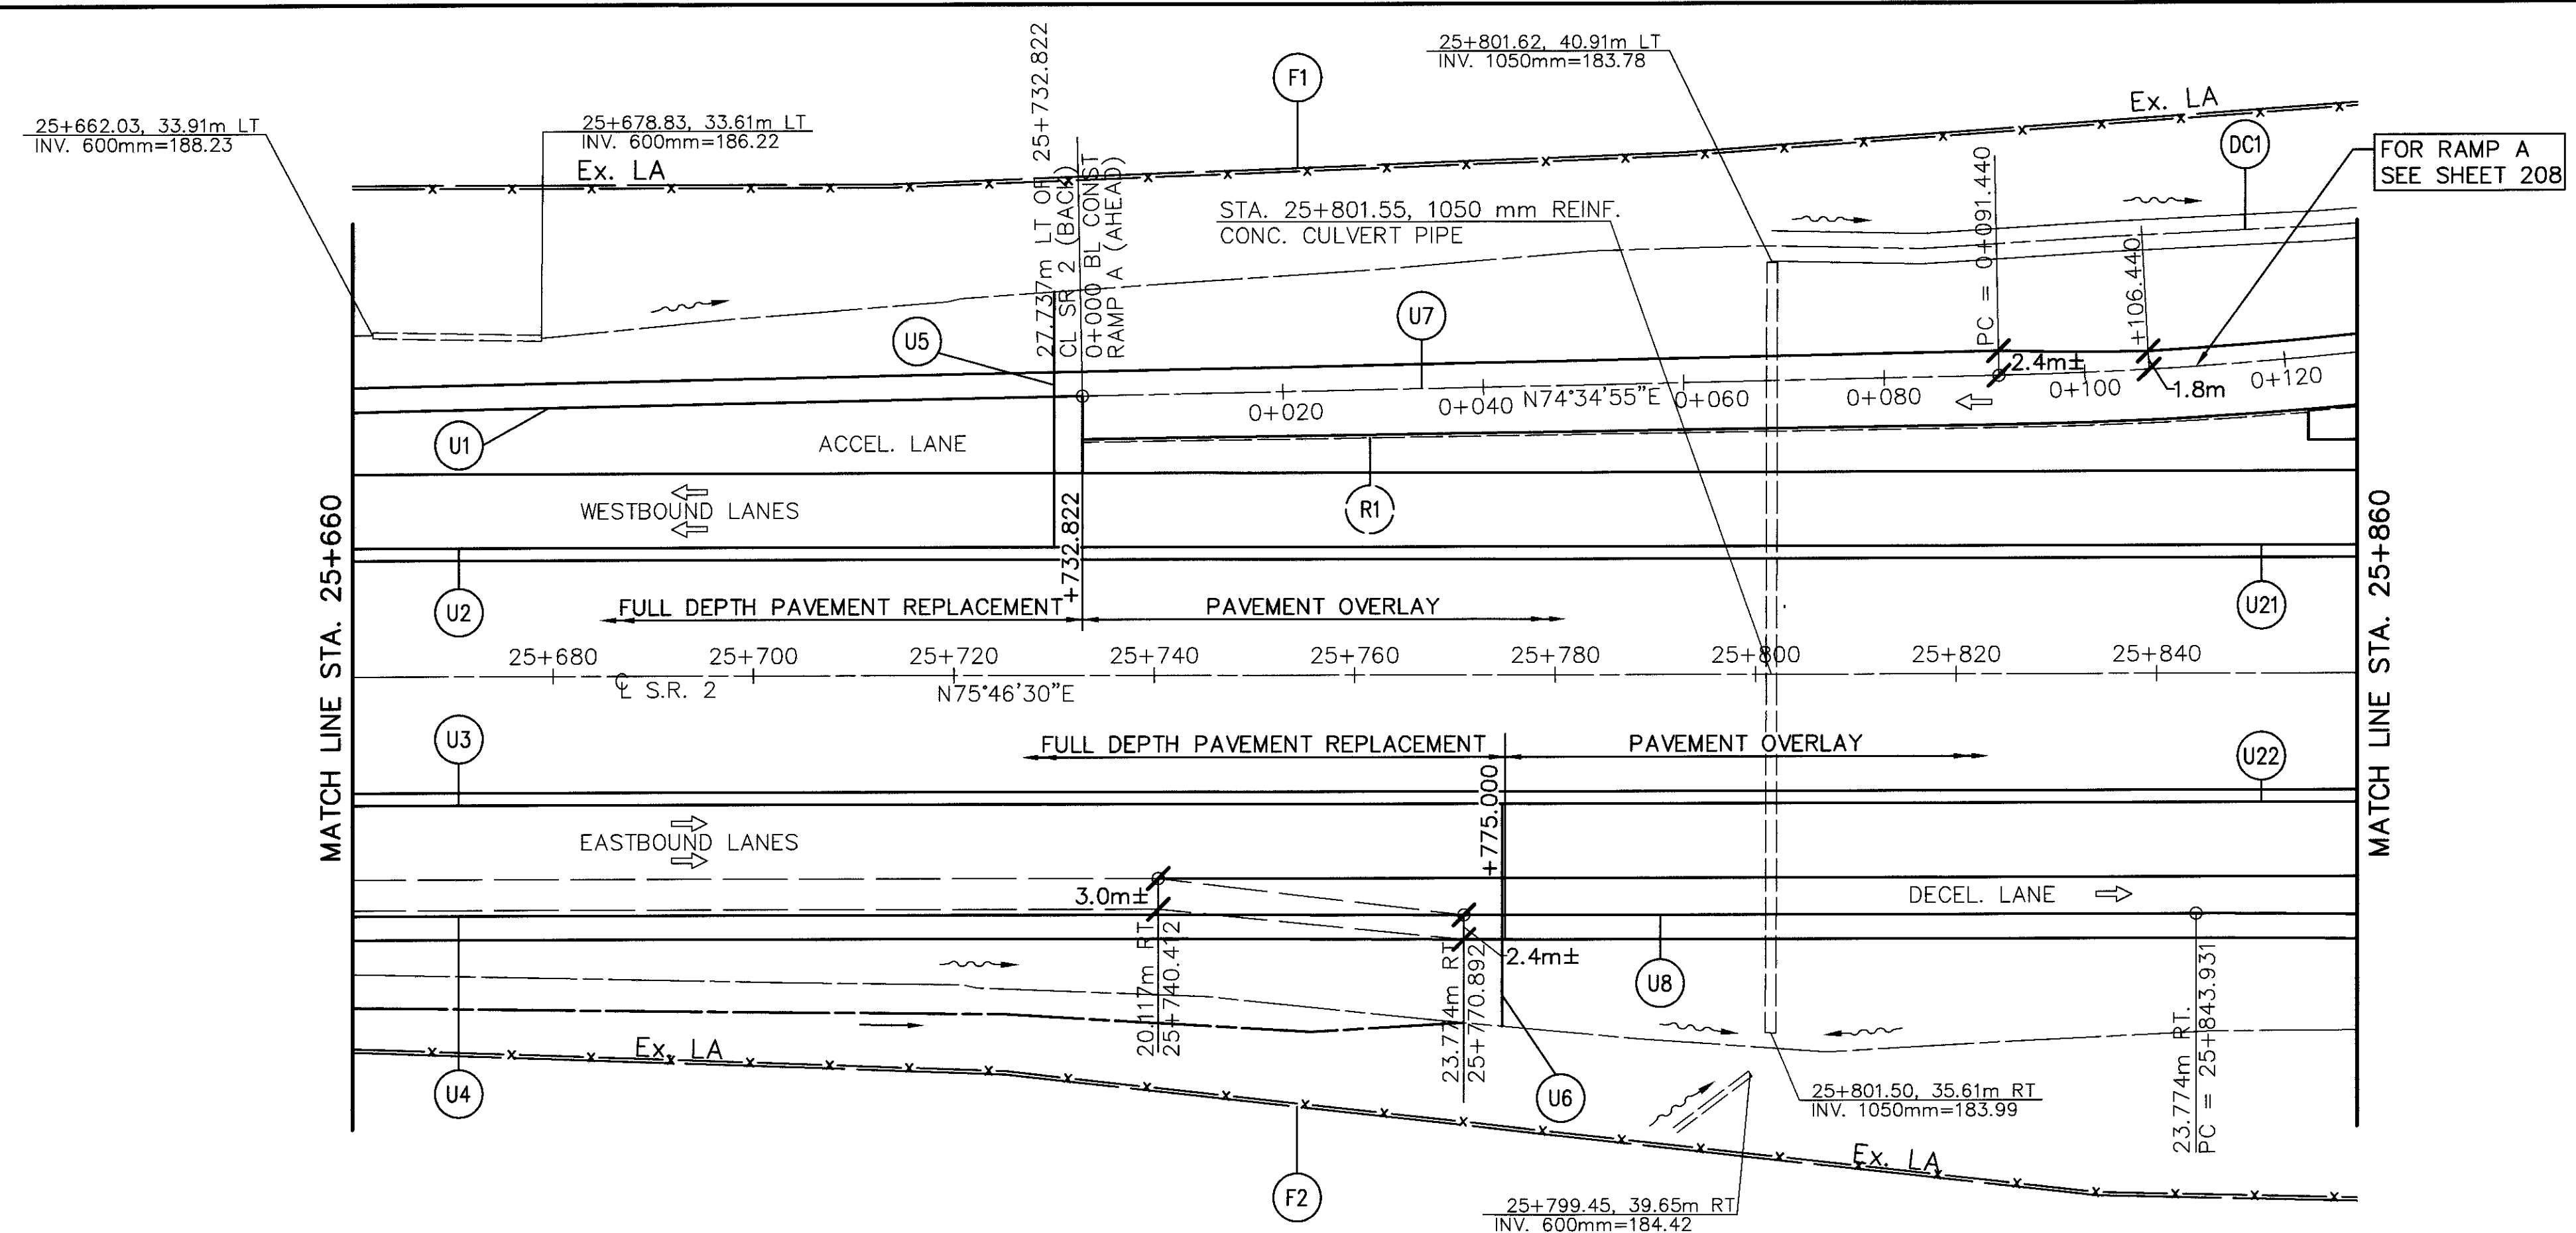 25+662.03, 33.91m LT
INV. 600mm=188.23
25+678.83, 33.61m LT
INV. 600mm=186.22
Ex. LA
27.737m LT OF 25+732.822
CL SR 2 (BACK)
0+000 BL CONST
RAMP A (AHEAD)
F1
25+801.62, 40.91m LT
INV. 1050mm=183.78
Ex. LA
DC1
FOR RAMP A
SEE SHEET 208
STA. 25+801.55, 1050 mm REINF.
CONC. CULVERT PIPE
PC = 0+091.440
+106.440
U5
U7
2.4m±
1.8m
0+020
0+040
N74°34'55"E
0+060
0+080
0+100
0+120
U1
ACCEL. LANE
WESTBOUND LANES
R1
+732.822
MATCH LINE STA. 25+660
MATCH LINE STA. 25+860
U2
U21
FULL DEPTH PAVEMENT REPLACEMENT
PAVEMENT OVERLAY
25+680
25+700
25+720
25+740
25+760
25+780
25+800
25+820
25+840
℄ S.R. 2
N75°46'30"E
U3
U22
FULL DEPTH PAVEMENT REPLACEMENT
PAVEMENT OVERLAY
+775.000
EASTBOUND LANES
3.0m±
DECEL. LANE
2.4m±
U8
20.117m RT
25+740.412
23.774m RT
25+770.892
23.774m RT.
PC = 25+843.931
Ex. LA
U4
U6
25+801.50, 35.61m RT
INV. 1050mm=183.99
Ex. LA
F2
25+799.45, 39.65m RT
INV. 600mm=184.42